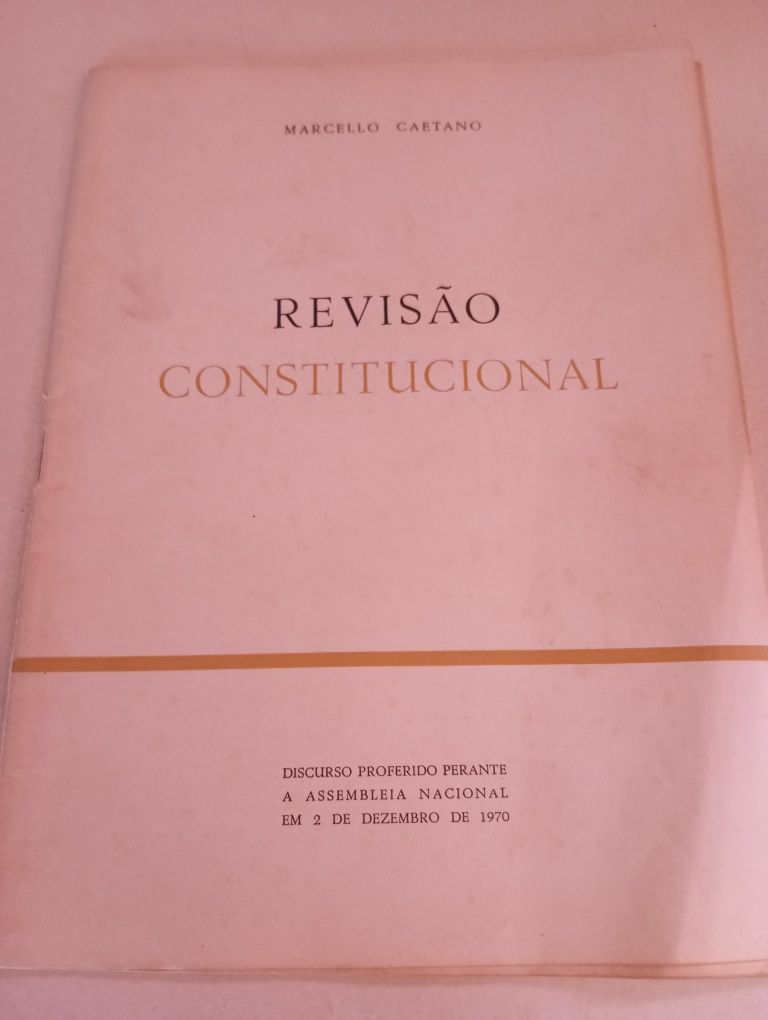 MARCELLO CAETANO
REVISÃO
CONSTITUCIONAL
DISCURSO PROFERIDO PERANTE
A ASSEMBLEIA NACIONAL
EM 2 DE DEZEMBRO DE 1970